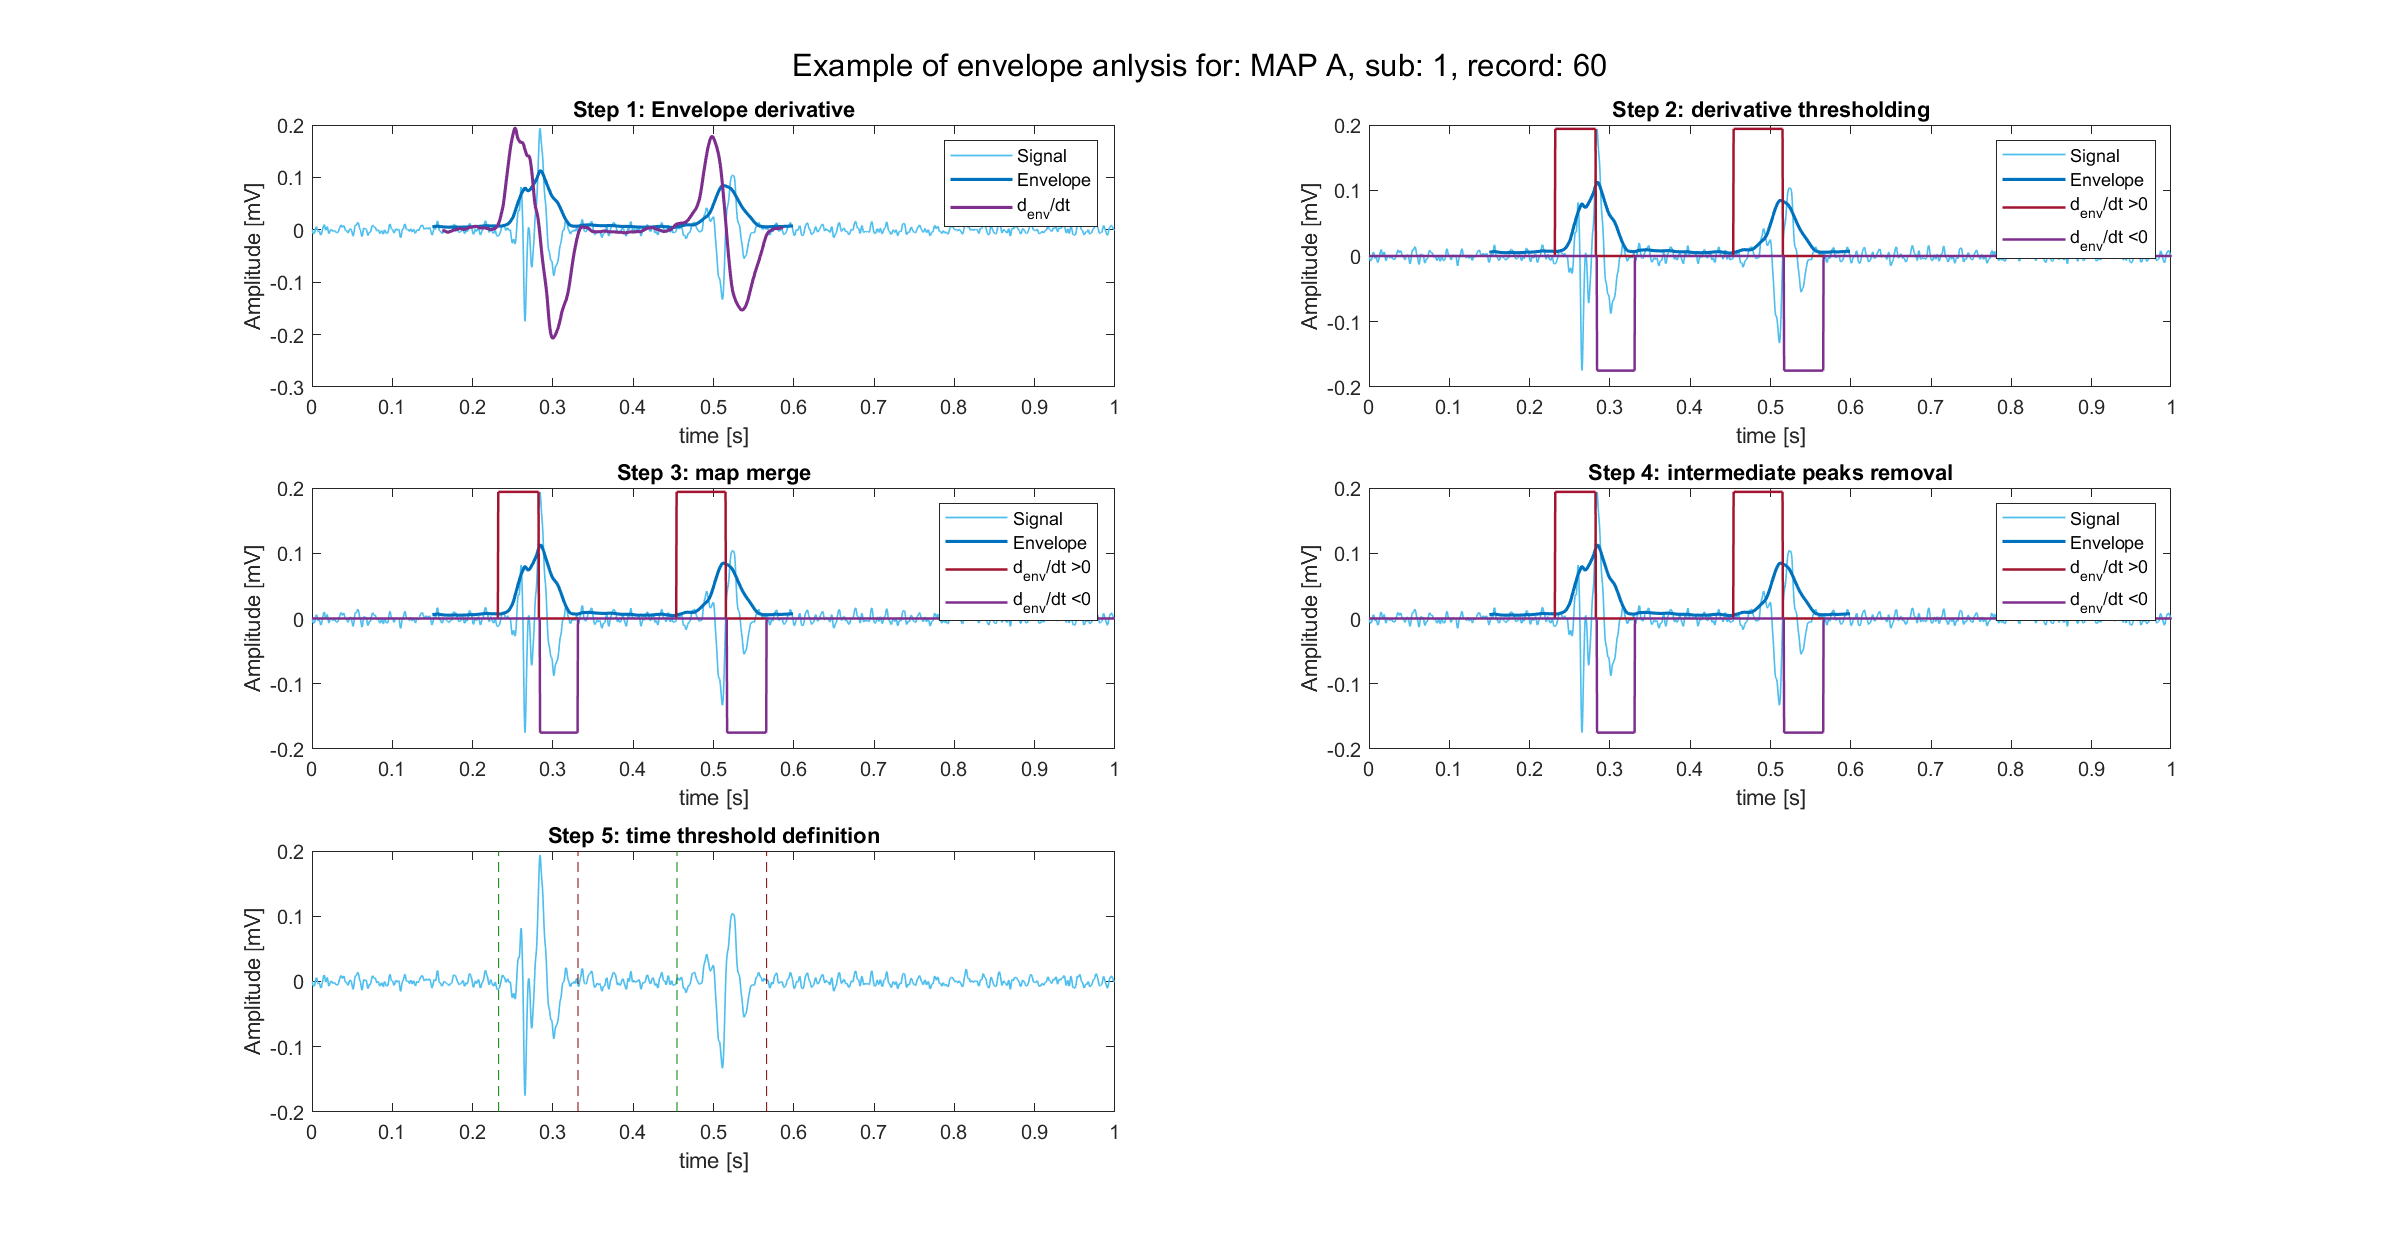 Example of envelope anlysis for: MAP A, sub: 1, record: 60
Step 1: Envelope derivative
0.2
0.1
0
-0.1
-0.2
-0.3
Amplitude [mV]
0 0.1 0.2 0.3 0.4 0.5 0.6 0.7 0.8 0.9 1
time [s]
Signal
Envelope
d_env/dt
Step 2: derivative thresholding
0.2
0.1
0
-0.1
-0.2
Amplitude [mV]
0 0.1 0.2 0.3 0.4 0.5 0.6 0.7 0.8 0.9 1
time [s]
Signal
Envelope
d_env/dt >0
d_env/dt <0
Step 3: map merge
0.2
0.1
0
-0.1
-0.2
Amplitude [mV]
0 0.1 0.2 0.3 0.4 0.5 0.6 0.7 0.8 0.9 1
time [s]
Signal
Envelope
d_env/dt >0
d_env/dt <0
Step 4: intermediate peaks removal
0.2
0.1
0
-0.1
-0.2
Amplitude [mV]
0 0.1 0.2 0.3 0.4 0.5 0.6 0.7 0.8 0.9 1
time [s]
Signal
Envelope
d_env/dt >0
d_env/dt <0
Step 5: time threshold definition
0.2
0.1
0
-0.1
-0.2
Amplitude [mV]
0 0.1 0.2 0.3 0.4 0.5 0.6 0.7 0.8 0.9 1
time [s]